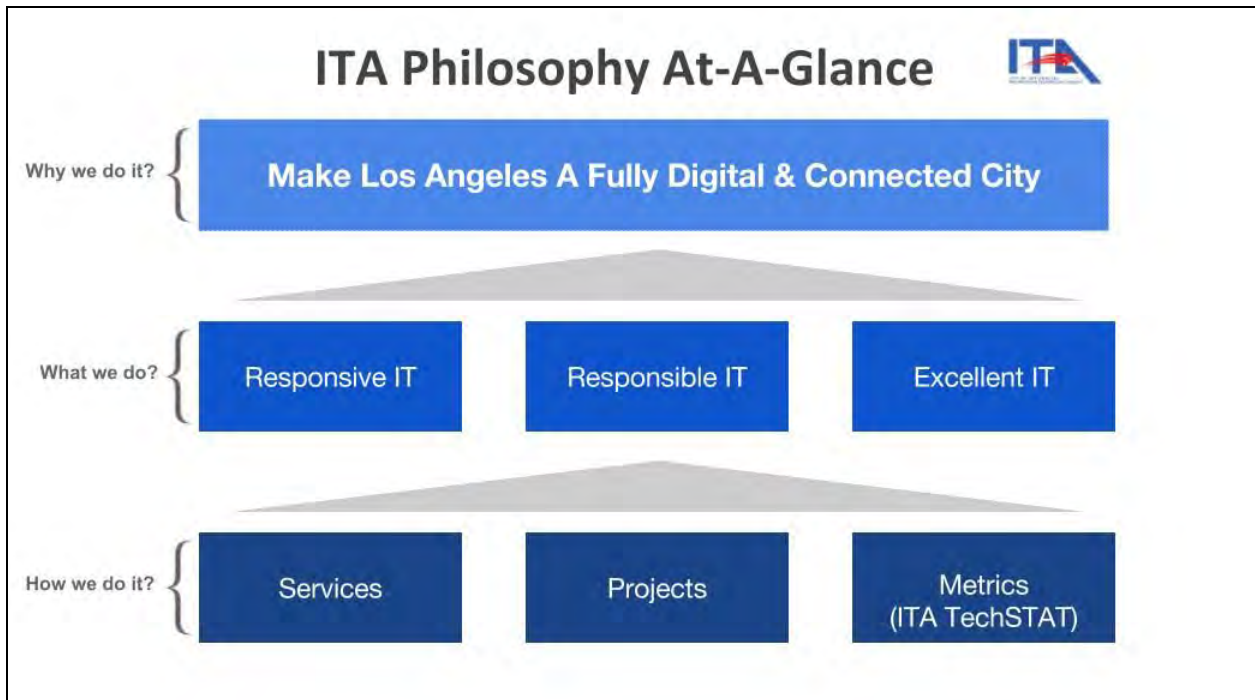 ITA Philosophy At-A-Glance
ITA
Why we do it?
Make Los Angeles A Fully Digital & Connected City
What we do?
Responsive IT
Responsible IT
Excellent IT
How we do it?
Services
Projects
Metrics
(ITA TechSTAT)